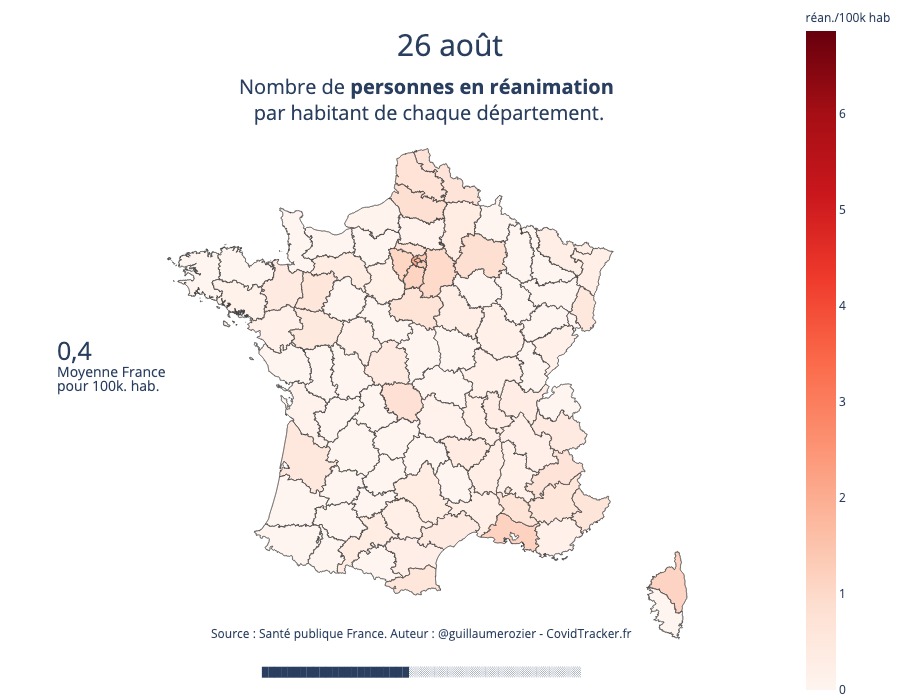 réan./100k hab
26 août
Nombre de personnes en réanimation
par habitant de chaque département.
6
5
4
3
2
1
0
0,4
Moyenne France
pour 100k. hab.
Source : Santé publique France. Auteur : @guillaumerozier - CovidTracker.fr